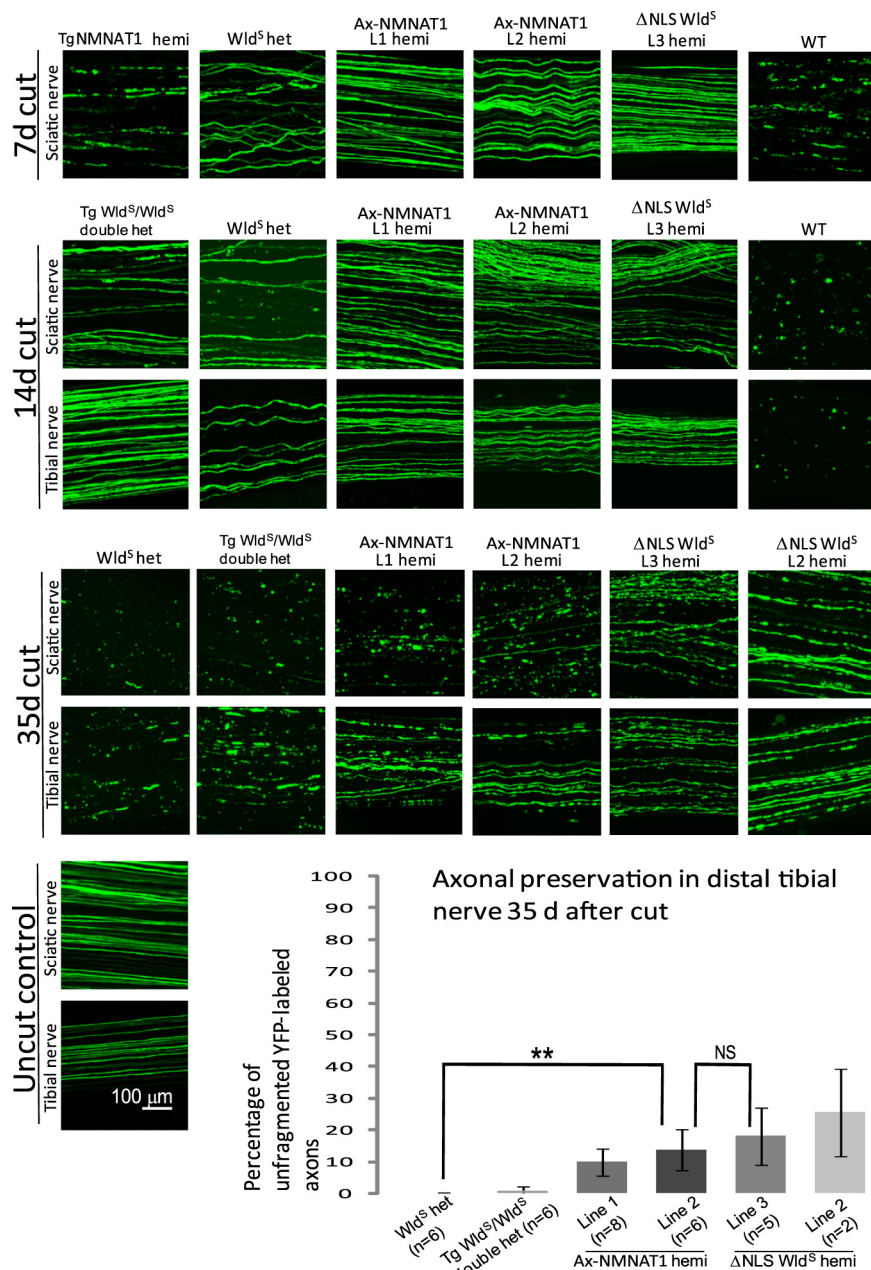 TgNMNAT1 hemi
Wldˢ het
Ax-NMNAT1
L1 hemi
Ax-NMNAT1
L2 hemi
ΔNLS Wldˢ
L3 hemi
WT
7d cut
Sciatic nerve
Tg Wldˢ/Wldˢ
double het
Wldˢ het
Ax-NMNAT1
L1 hemi
Ax-NMNAT1
L2 hemi
ΔNLS Wldˢ
L3 hemi
WT
14d cut
Sciatic nerve
Tibial nerve
Wldˢ het
Tg Wldˢ/Wldˢ
double het
Ax-NMNAT1
L1 hemi
Ax-NMNAT1
L2 hemi
ΔNLS Wldˢ
L3 hemi
ΔNLS Wldˢ
L2 hemi
35d cut
Sciatic nerve
Tibial nerve
Uncut control
Sciatic nerve
Tibial nerve
100 μm
Axonal preservation in distal tibial
nerve 35 d after cut
Percentage of
unfragmented YFP-labeled
axons
100
90
80
70
60
50
40
30
20
10
0
**
NS
Wldˢ het
(n=6)
Tg Wldˢ/Wldˢ
double het (n=6)
Line 1
(n=8)
Line 2
(n=6)
Line 3
(n=5)
Line 2
(n=2)
Ax-NMNAT1 hemi
ΔNLS Wldˢ hemi